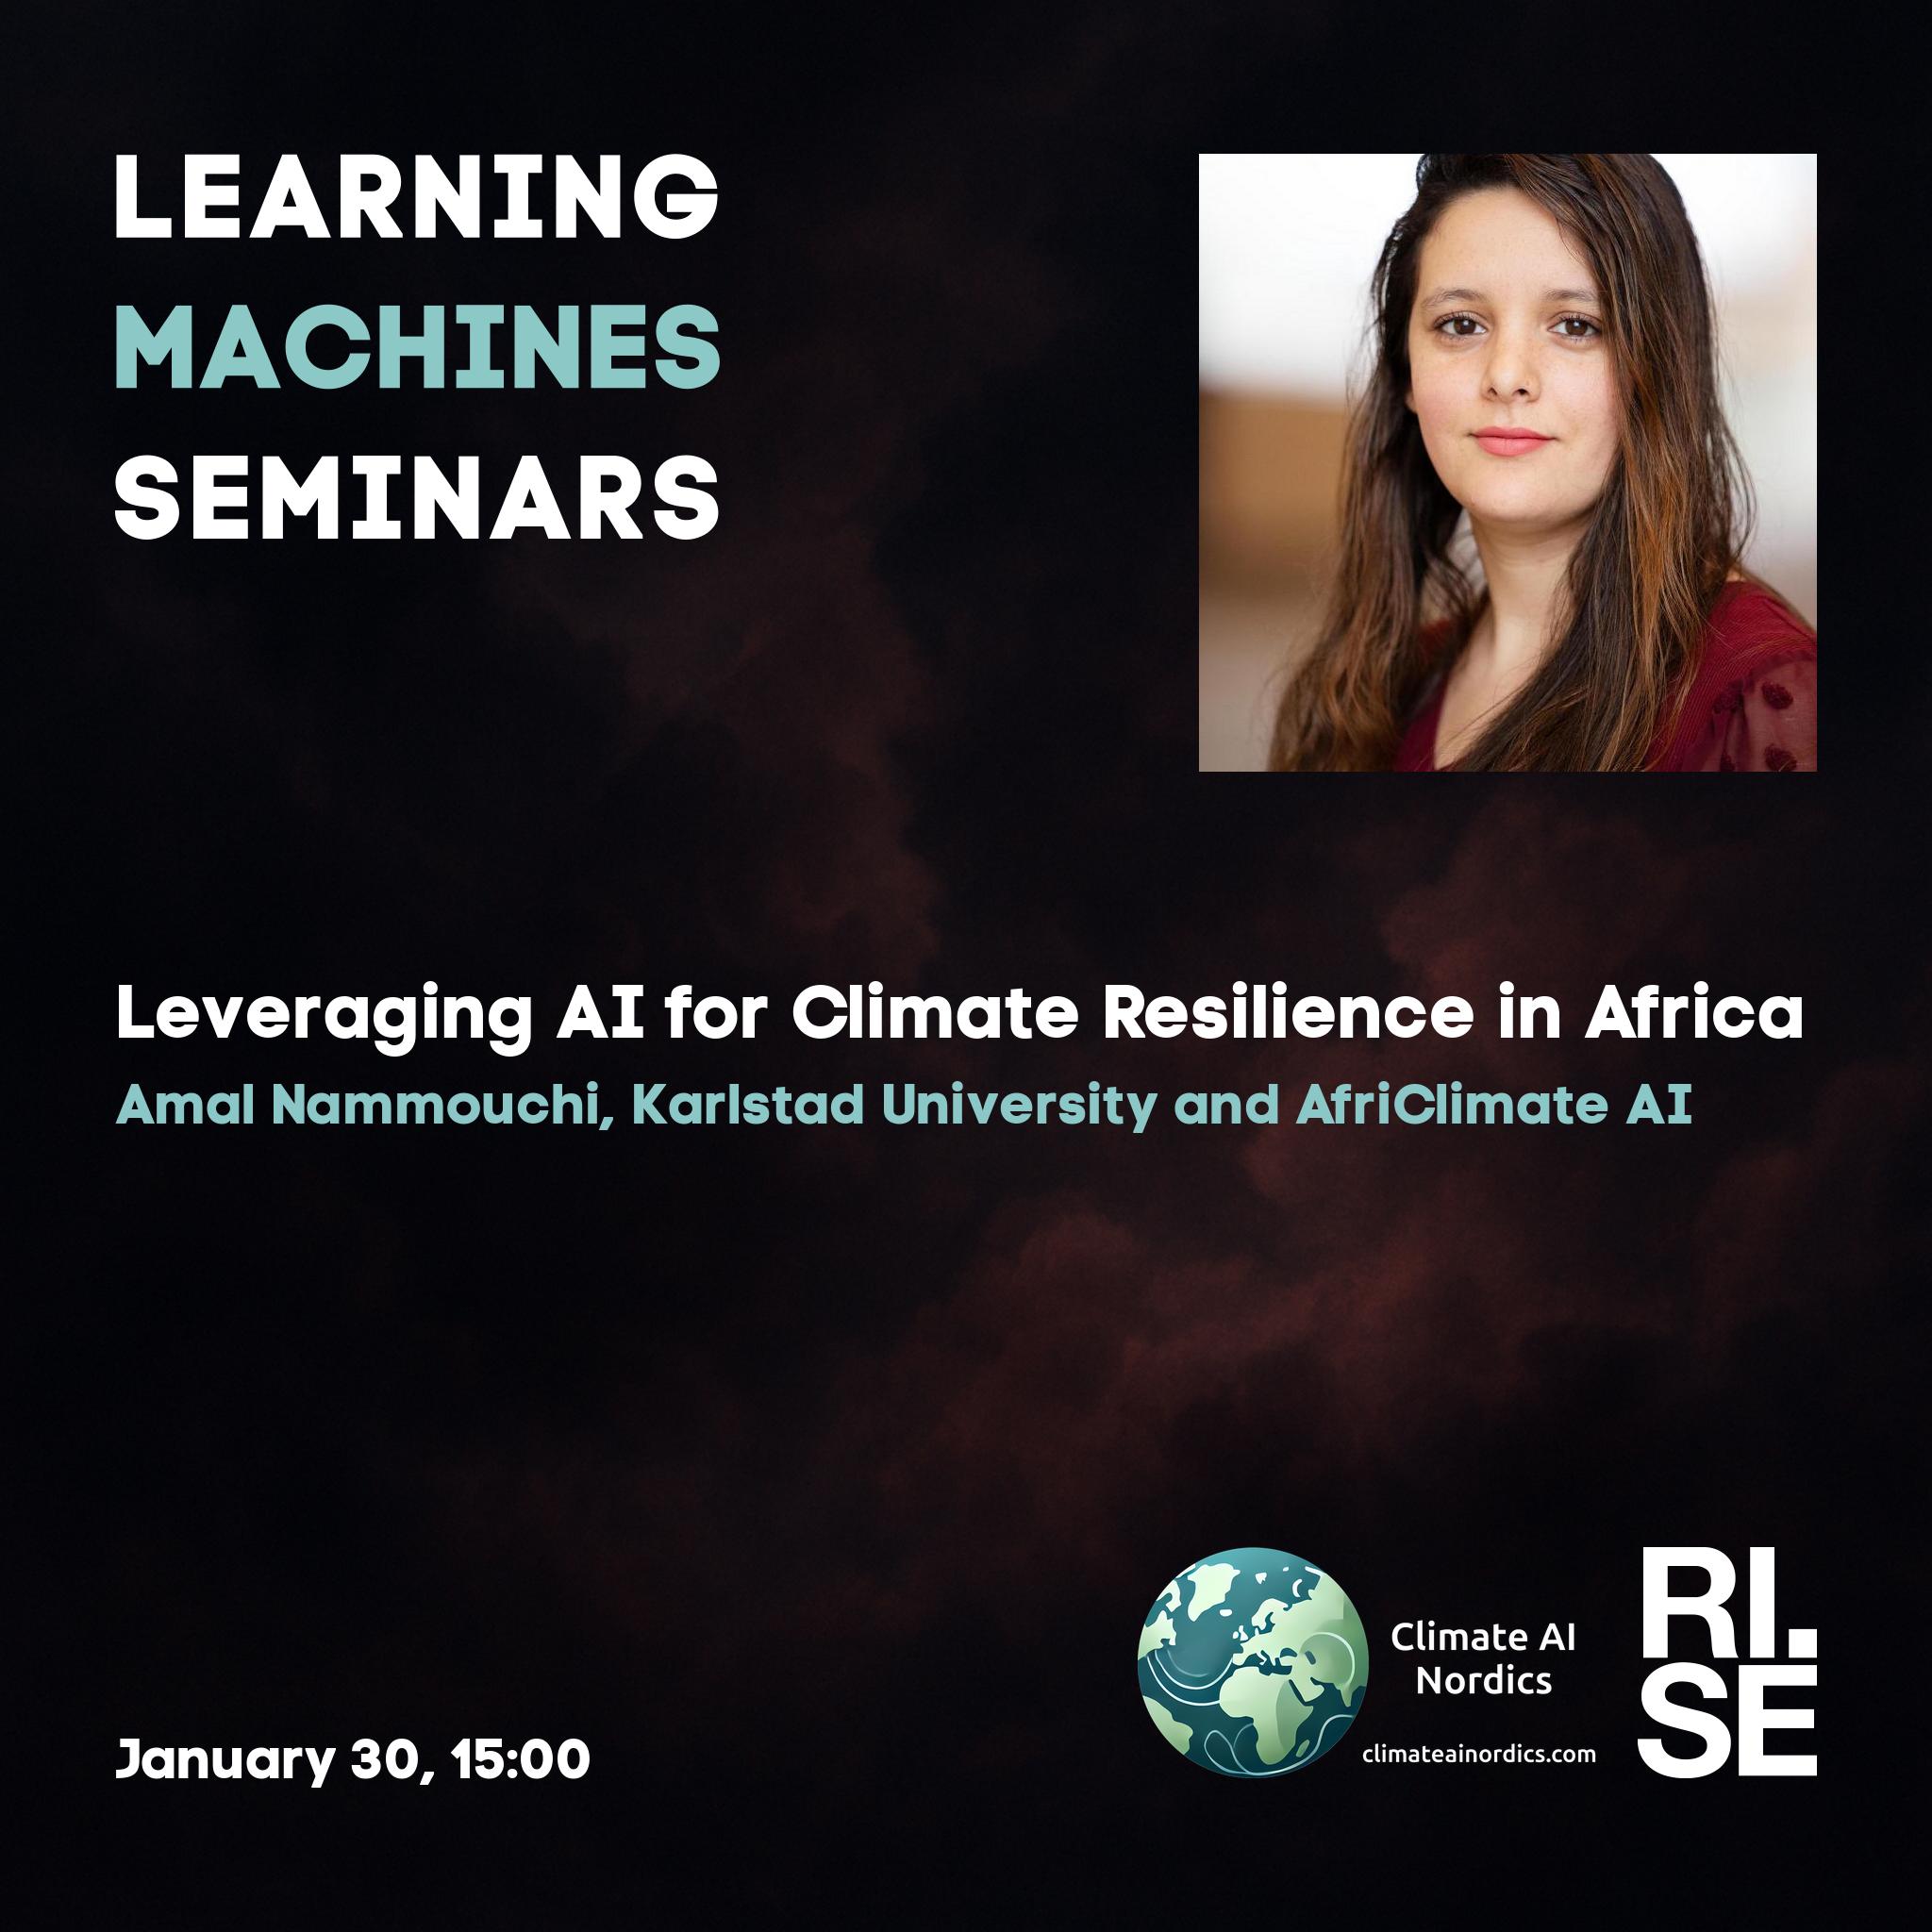 LEARNING
MACHINES
SEMINARS
Leveraging AI for Climate Resilience in Africa
Amal Nammouchi, Karlstad University and AfriClimate AI
January 30, 15:00
Climate AI
Nordics
climateainordics.com
RI.
SE